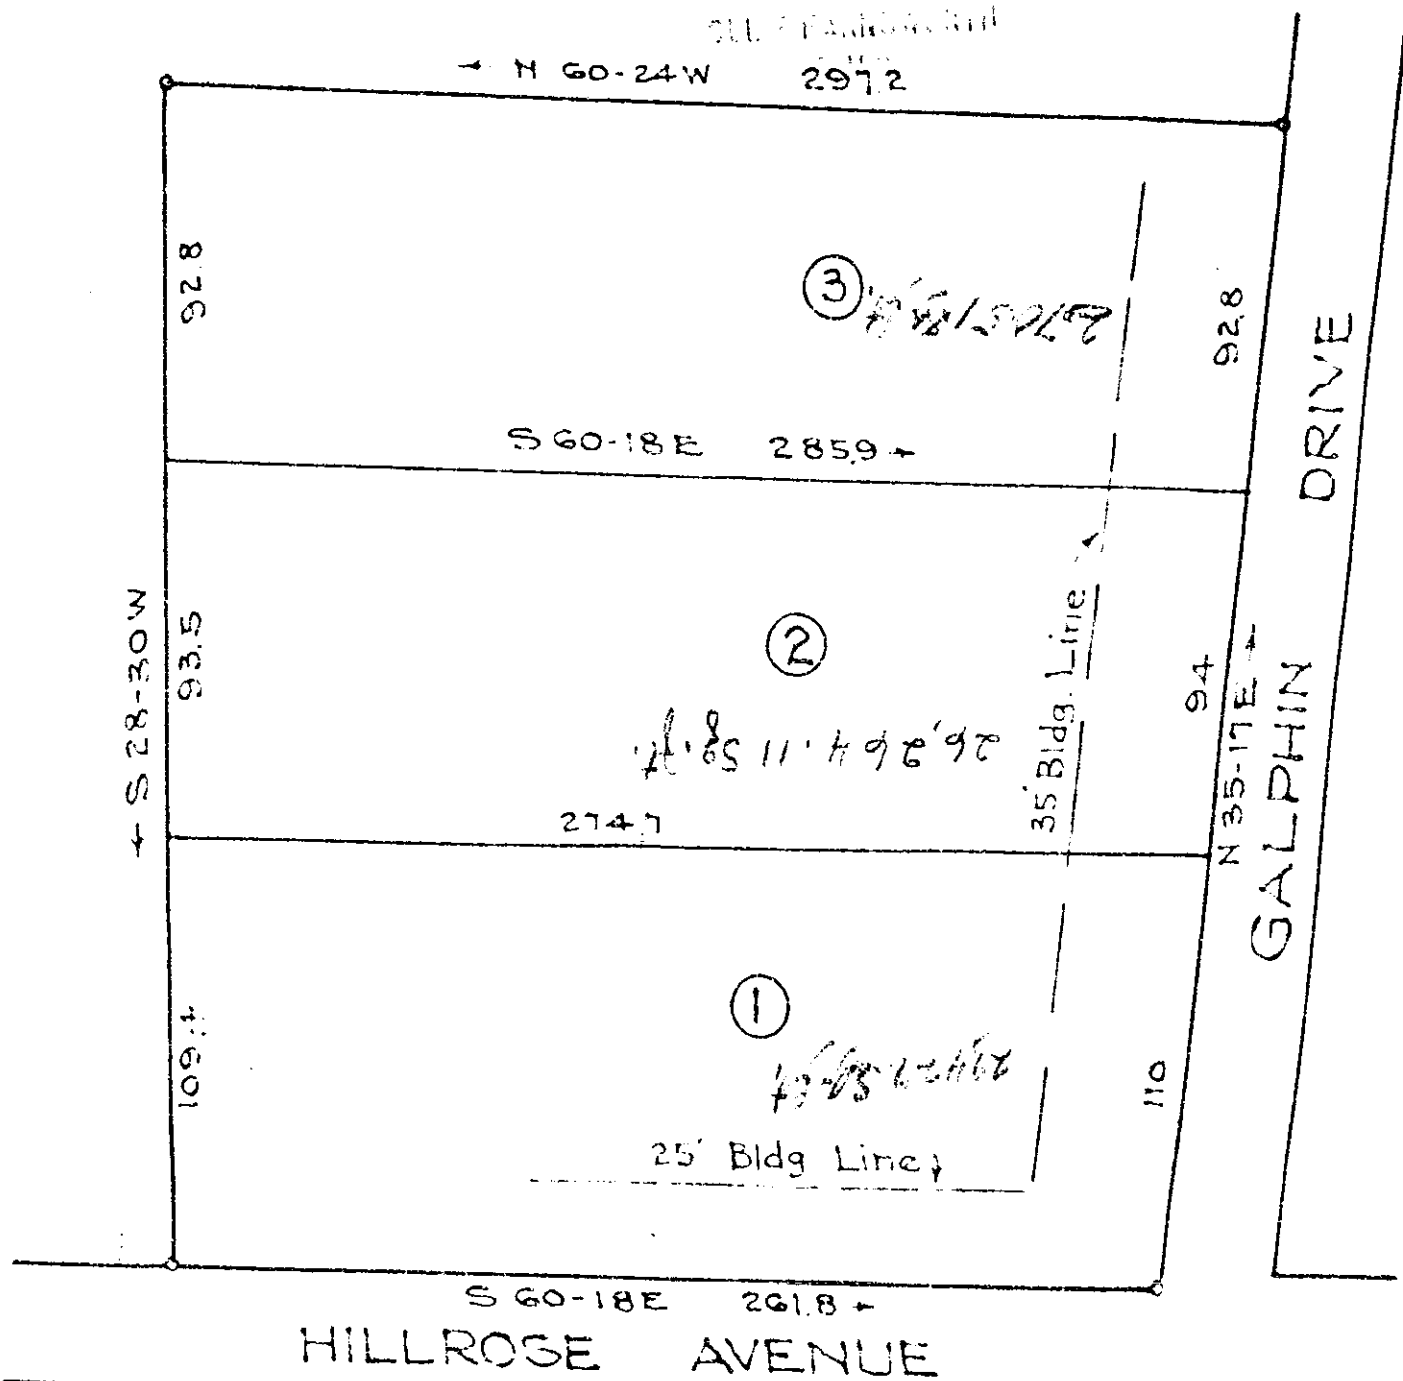 ← N 60-24W 297.2
92.8
③
92.8
S 60-18E 285.9 →
DRIVE
← S 28-30W
93.5
②
26,264.11 Sq. ft.
35' Bldg. Line
94
N 35-17E →
GALPHIN
274.7
①
109.4
110
25' Bldg Line
S 60-18E 261.8 →
HILLROSE AVENUE